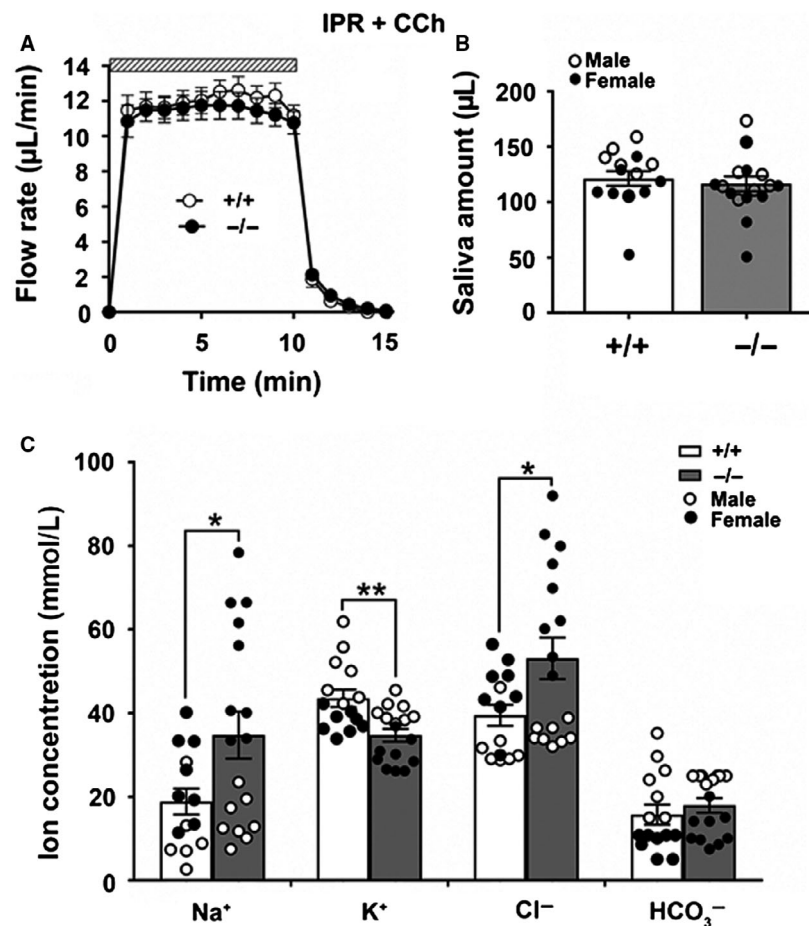 IPR + CCh
A
14
12
10
8
6
4
2
0
Flow rate (µL/min)
+/+
–/–
0
5
10
15
Time (min)
B
Male
Female
200
150
100
50
0
Saliva amount (µL)
+/+
–/–
C
100
80
60
40
20
0
Ion concentretion (mmol/L)
+/+
–/–
Male
Female
*
**
*
Na⁺
K⁺
Cl⁻
HCO₃⁻